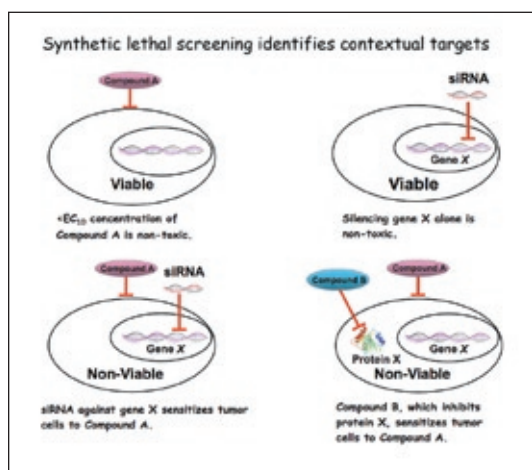 Synthetic lethal screening identifies contextual targets
Compound A
Viable
<EC10 concentration of
Compound A is non-toxic.
siRNA
Gene X
Viable
Silencing gene X alone is
non-toxic.
Compound A
siRNA
Gene X
Non-Viable
siRNA against gene X sensitizes tumor
cells to Compound A.
Compound B
Compound A
Protein X
Gene X
Non-Viable
Compound B, which inhibits
protein X, sensitizes tumor
cells to Compound A.